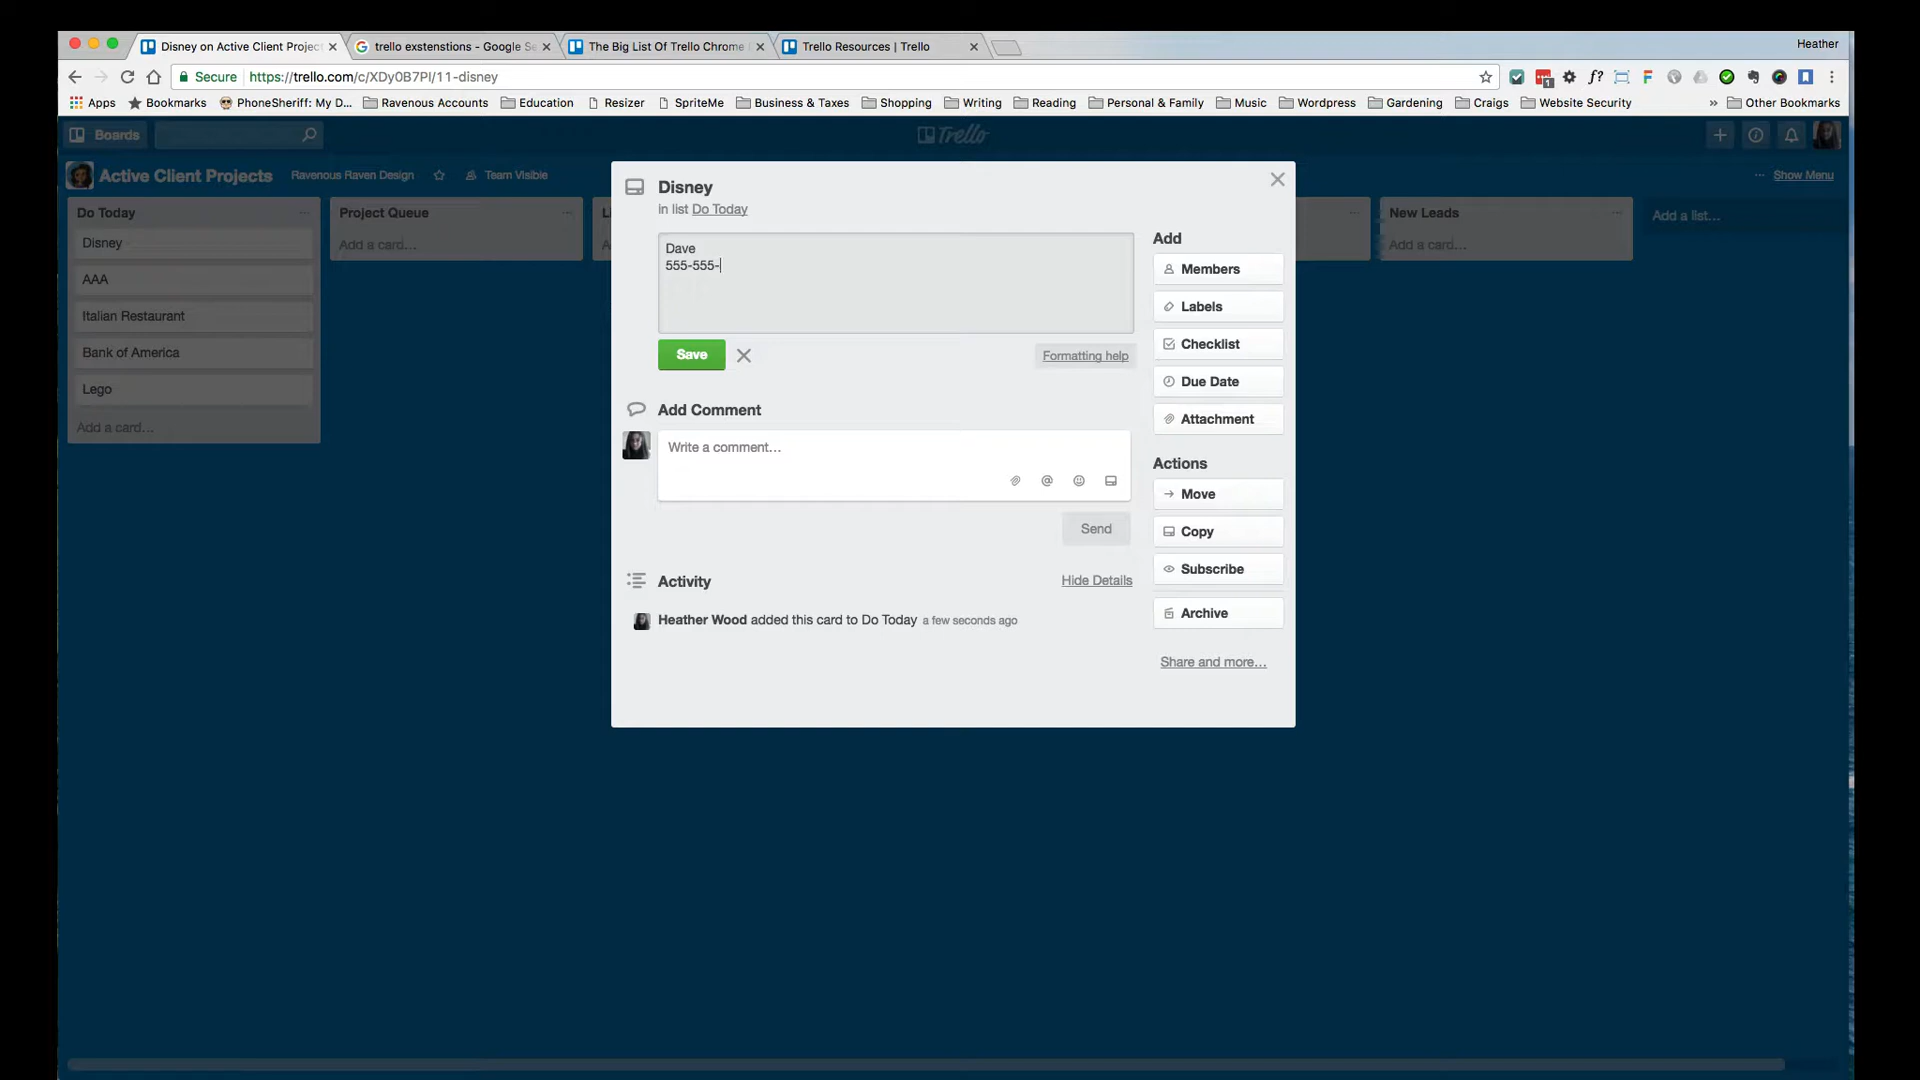 Disney on Active Client Project
trello exstenstions - Google Se
The Big List Of Trello Chrome
Trello Resources | Trello
Heather
Secure https://trello.com/c/XDy0B7PI/11-disney
Apps Bookmarks PhoneSheriff: My D... Ravenous Accounts Education Resizer SpriteMe Business & Taxes Shopping Writing Reading Personal & Family Music Wordpress Gardening Craigs Website Security » Other Bookmarks
Boards
Trello
Active Client Projects Ravenous Raven Design Team Visible
... Show Menu
Do Today ...
Disney
AAA
Italian Restaurant
Bank of America
Lego
Add a card...
Project Queue ...
Add a card...
New Leads ...
Add a card...
Add a list...
Disney
in list Do Today
Dave
555-555-
Save
Formatting help
Add Comment
Write a comment...
Send
Activity
Hide Details
Heather Wood added this card to Do Today a few seconds ago
Add
Members
Labels
Checklist
Due Date
Attachment
Actions
Move
Copy
Subscribe
Archive
Share and more...